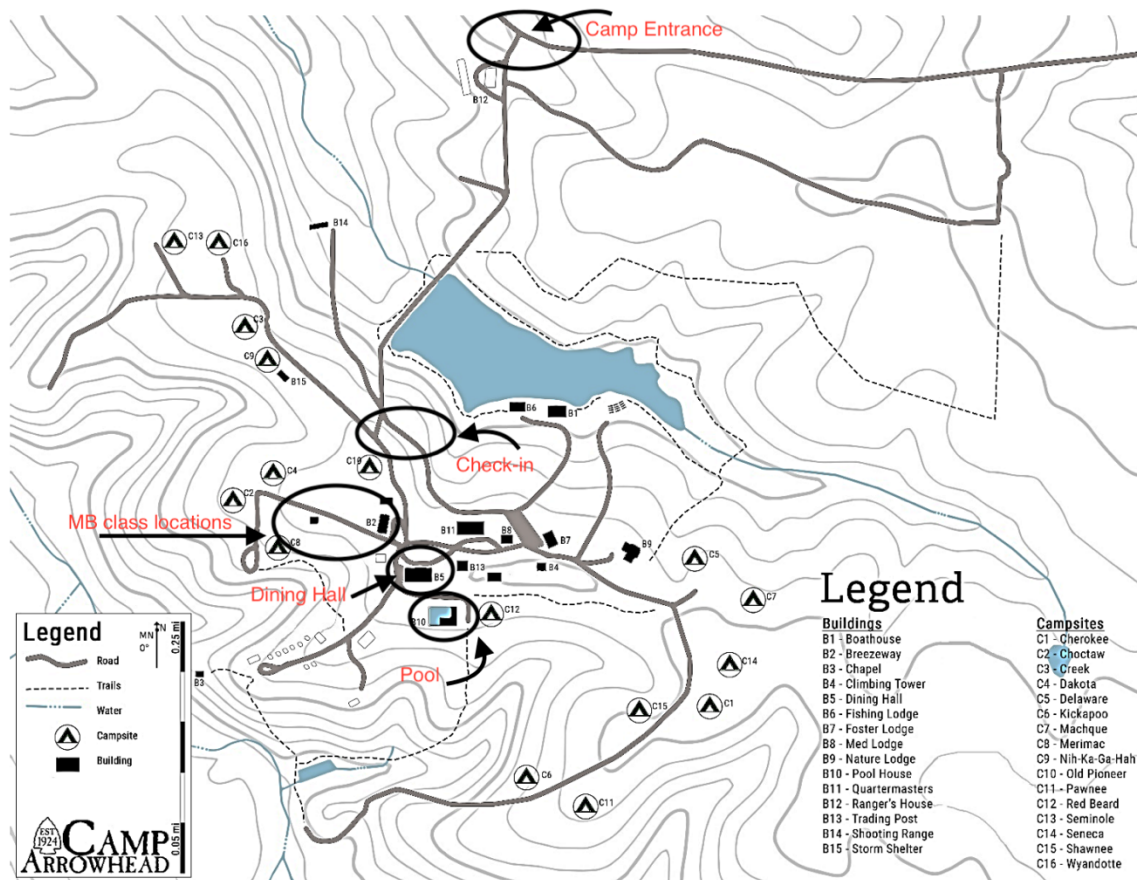 Camp Entrance
B12
B14
C13
C16
C3
C9
B15
B6
B1
Check-in
C19
C4
C2
MB class locations
B2
B11
B8
B7
B9
C8
C5
Dining Hall
B5
B13
B4
C7
B10
C12
Pool
B3
C14
C15
C1
C6
C11
Legend
MN
0°
N
0.25 mi
Road
Trails
Water
Campsite
Building
0.05 mi
EST
1924
CAMP
ARROWHEAD
Legend
Buildings
B1 - Boathouse
B2 - Breezeway
B3 - Chapel
B4 - Climbing Tower
B5 - Dining Hall
B6 - Fishing Lodge
B7 - Foster Lodge
B8 - Med Lodge
B9 - Nature Lodge
B10 - Pool House
B11 - Quartermasters
B12 - Ranger's House
B13 - Trading Post
B14 - Shooting Range
B15 - Storm Shelter
Campsites
C1 - Cherokee
C2 - Choctaw
C3 - Creek
C4 - Dakota
C5 - Delaware
C6 - Kickapoo
C7 - Machque
C8 - Merimac
C9 - Nih-Ka-Ga-Hah
C10 - Old Pioneer
C11 - Pawnee
C12 - Red Beard
C13 - Seminole
C14 - Seneca
C15 - Shawnee
C16 - Wyandotte